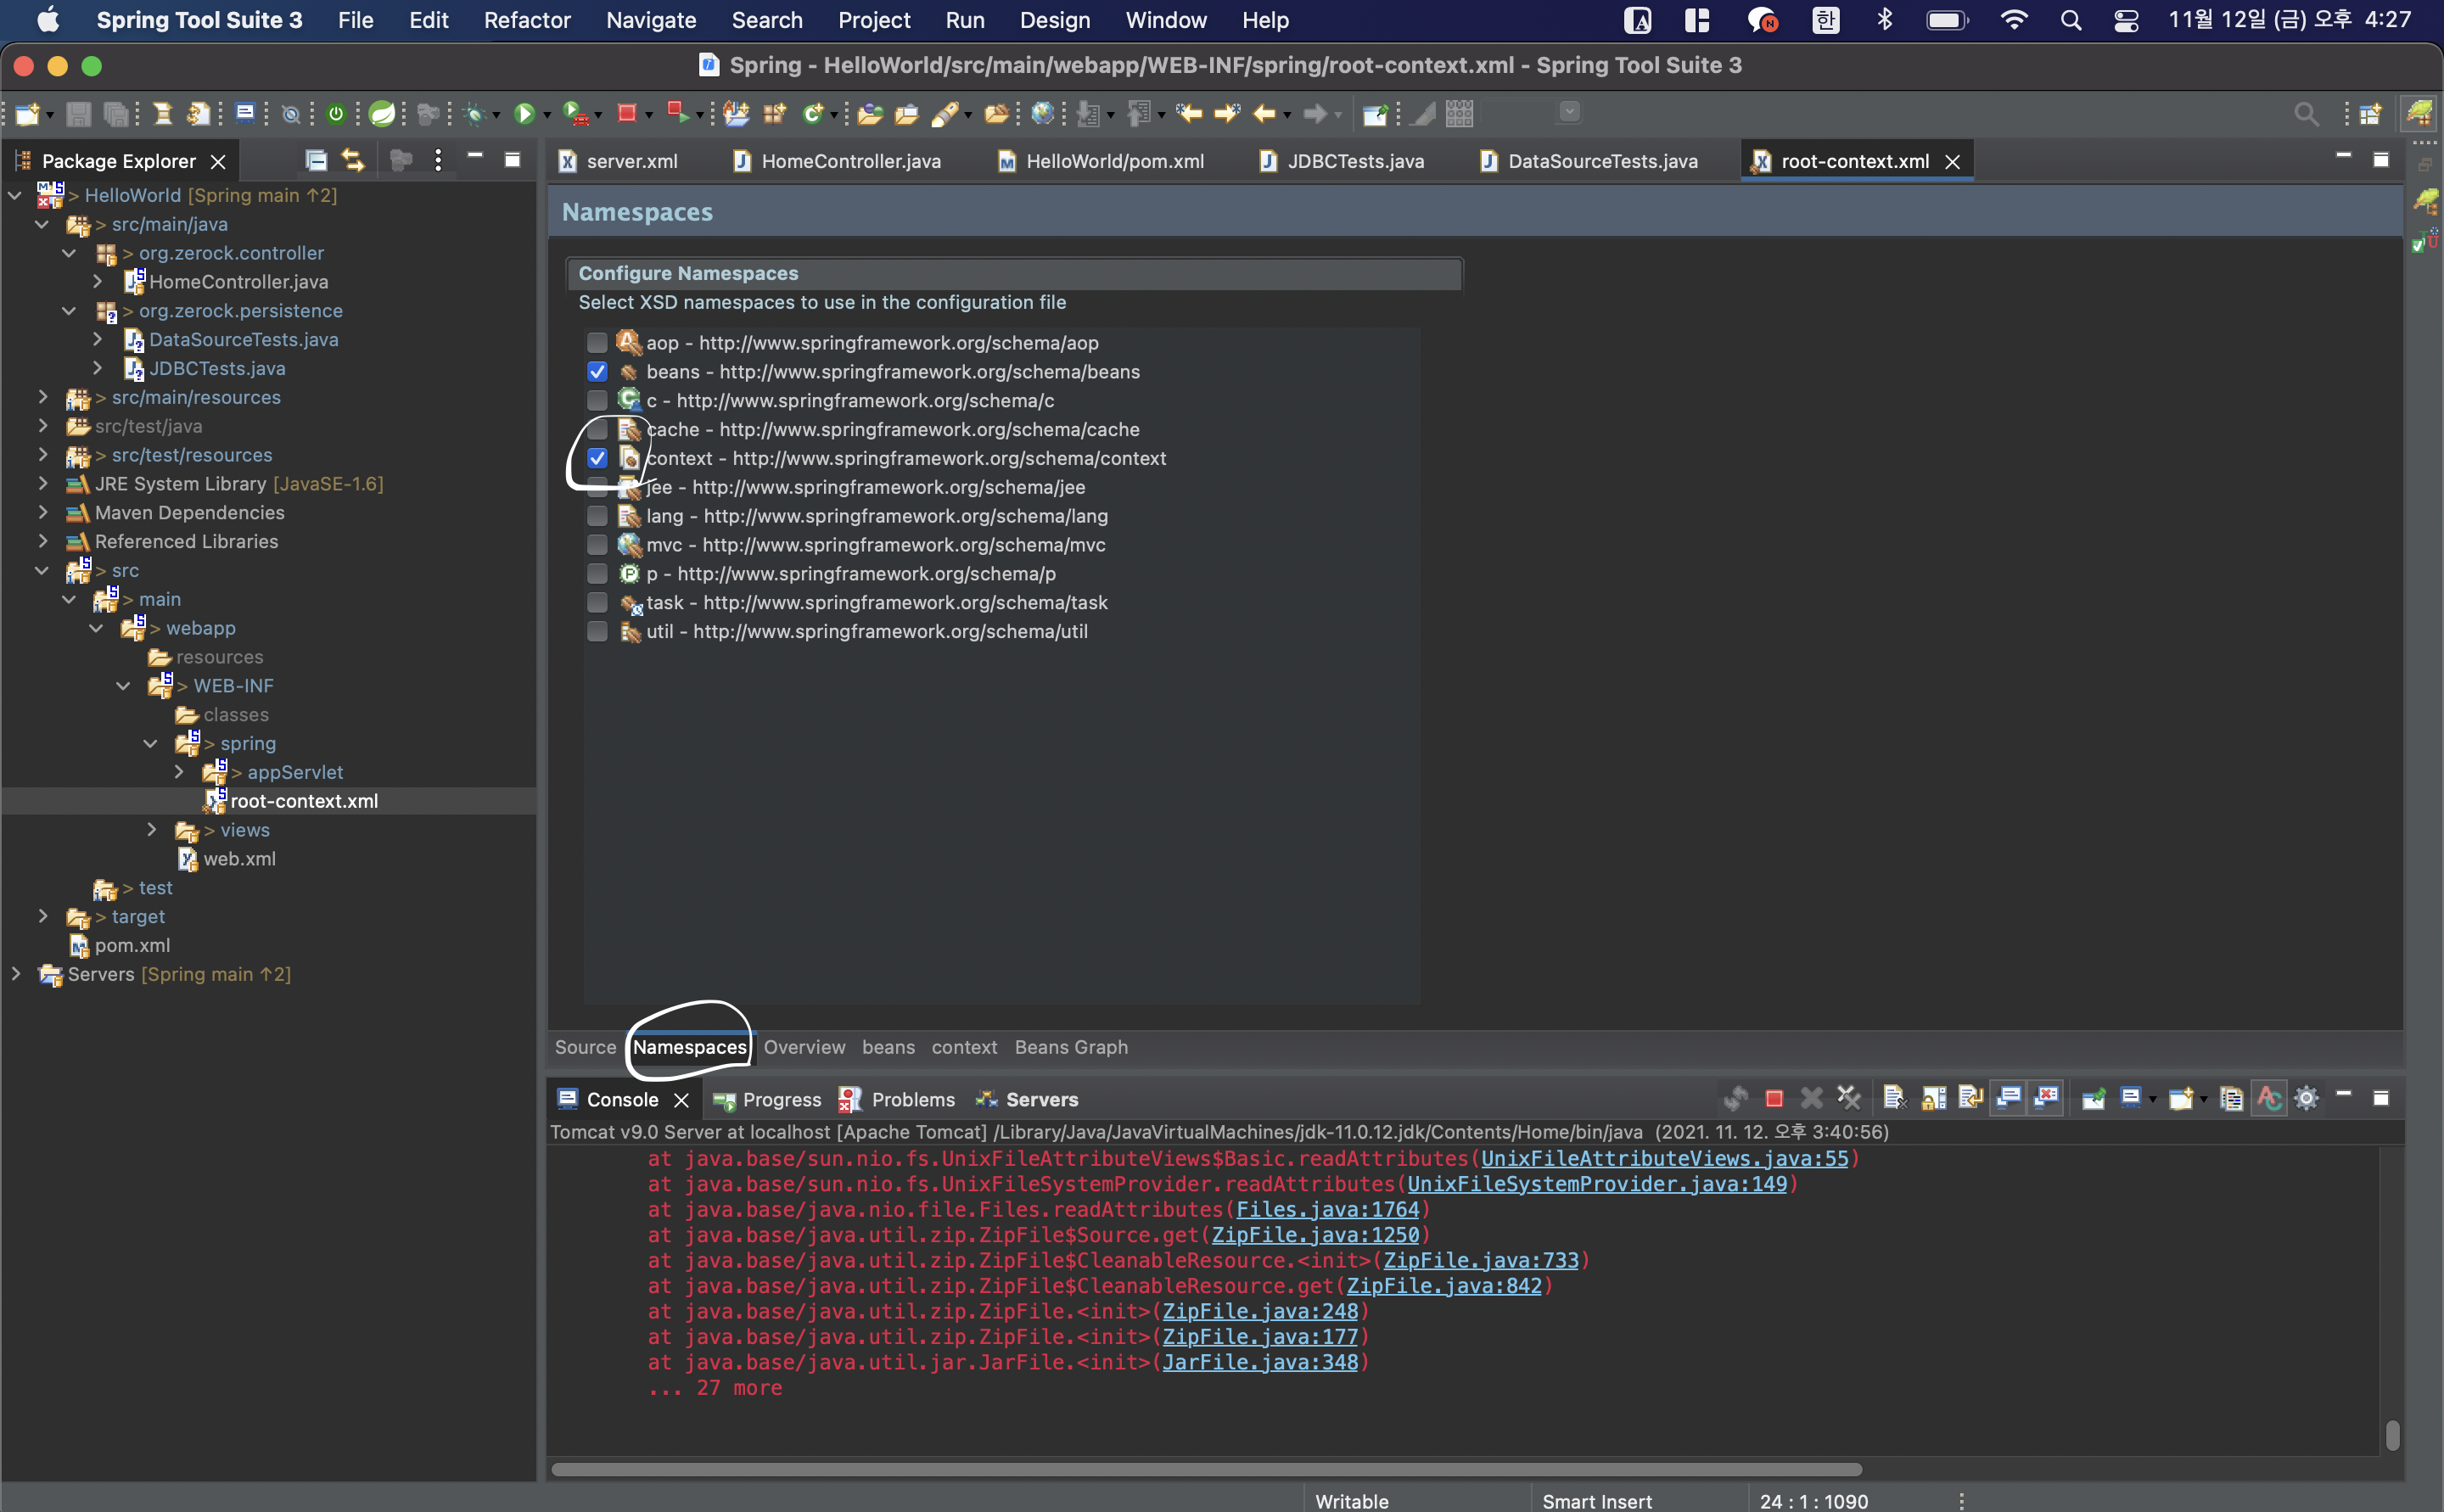 Spring Tool Suite 3 File Edit Refactor Navigate Search Project Run Design Window Help 한 11월 12일 (금) 오후 4:27
Spring - HelloWorld/src/main/webapp/WEB-INF/spring/root-context.xml - Spring Tool Suite 3
Package Explorer
> HelloWorld [Spring main ↑2]
> src/main/java
> org.zerock.controller
HomeController.java
> org.zerock.persistence
DataSourceTests.java
JDBCTests.java
> src/main/resources
src/test/java
> src/test/resources
JRE System Library [JavaSE-1.6]
Maven Dependencies
Referenced Libraries
> src
> main
> webapp
resources
> WEB-INF
classes
> spring
> appServlet
root-context.xml
> views
web.xml
> test
> target
pom.xml
Servers [Spring main ↑2]
server.xml HomeController.java HelloWorld/pom.xml JDBCTests.java DataSourceTests.java root-context.xml
Namespaces
Configure Namespaces
Select XSD namespaces to use in the configuration file
aop - http://www.springframework.org/schema/aop
beans - http://www.springframework.org/schema/beans
c - http://www.springframework.org/schema/c
cache - http://www.springframework.org/schema/cache
context - http://www.springframework.org/schema/context
jee - http://www.springframework.org/schema/jee
lang - http://www.springframework.org/schema/lang
mvc - http://www.springframework.org/schema/mvc
p - http://www.springframework.org/schema/p
task - http://www.springframework.org/schema/task
util - http://www.springframework.org/schema/util
Source Namespaces Overview beans context Beans Graph
Console Progress Problems Servers
Tomcat v9.0 Server at localhost [Apache Tomcat] /Library/Java/JavaVirtualMachines/jdk-11.0.12.jdk/Contents/Home/bin/java (2021. 11. 12. 오후 3:40:56)
at java.base/sun.nio.fs.UnixFileAttributeViews$Basic.readAttributes(UnixFileAttributeViews.java:55)
at java.base/sun.nio.fs.UnixFileSystemProvider.readAttributes(UnixFileSystemProvider.java:149)
at java.base/java.nio.file.Files.readAttributes(Files.java:1764)
at java.base/java.util.zip.ZipFile$Source.get(ZipFile.java:1250)
at java.base/java.util.zip.ZipFile$CleanableResource.<init>(ZipFile.java:733)
at java.base/java.util.zip.ZipFile$CleanableResource.get(ZipFile.java:842)
at java.base/java.util.zip.ZipFile.<init>(ZipFile.java:248)
at java.base/java.util.zip.ZipFile.<init>(ZipFile.java:177)
at java.base/java.util.jar.JarFile.<init>(JarFile.java:348)
... 27 more
Writable Smart Insert 24 : 1 : 1090